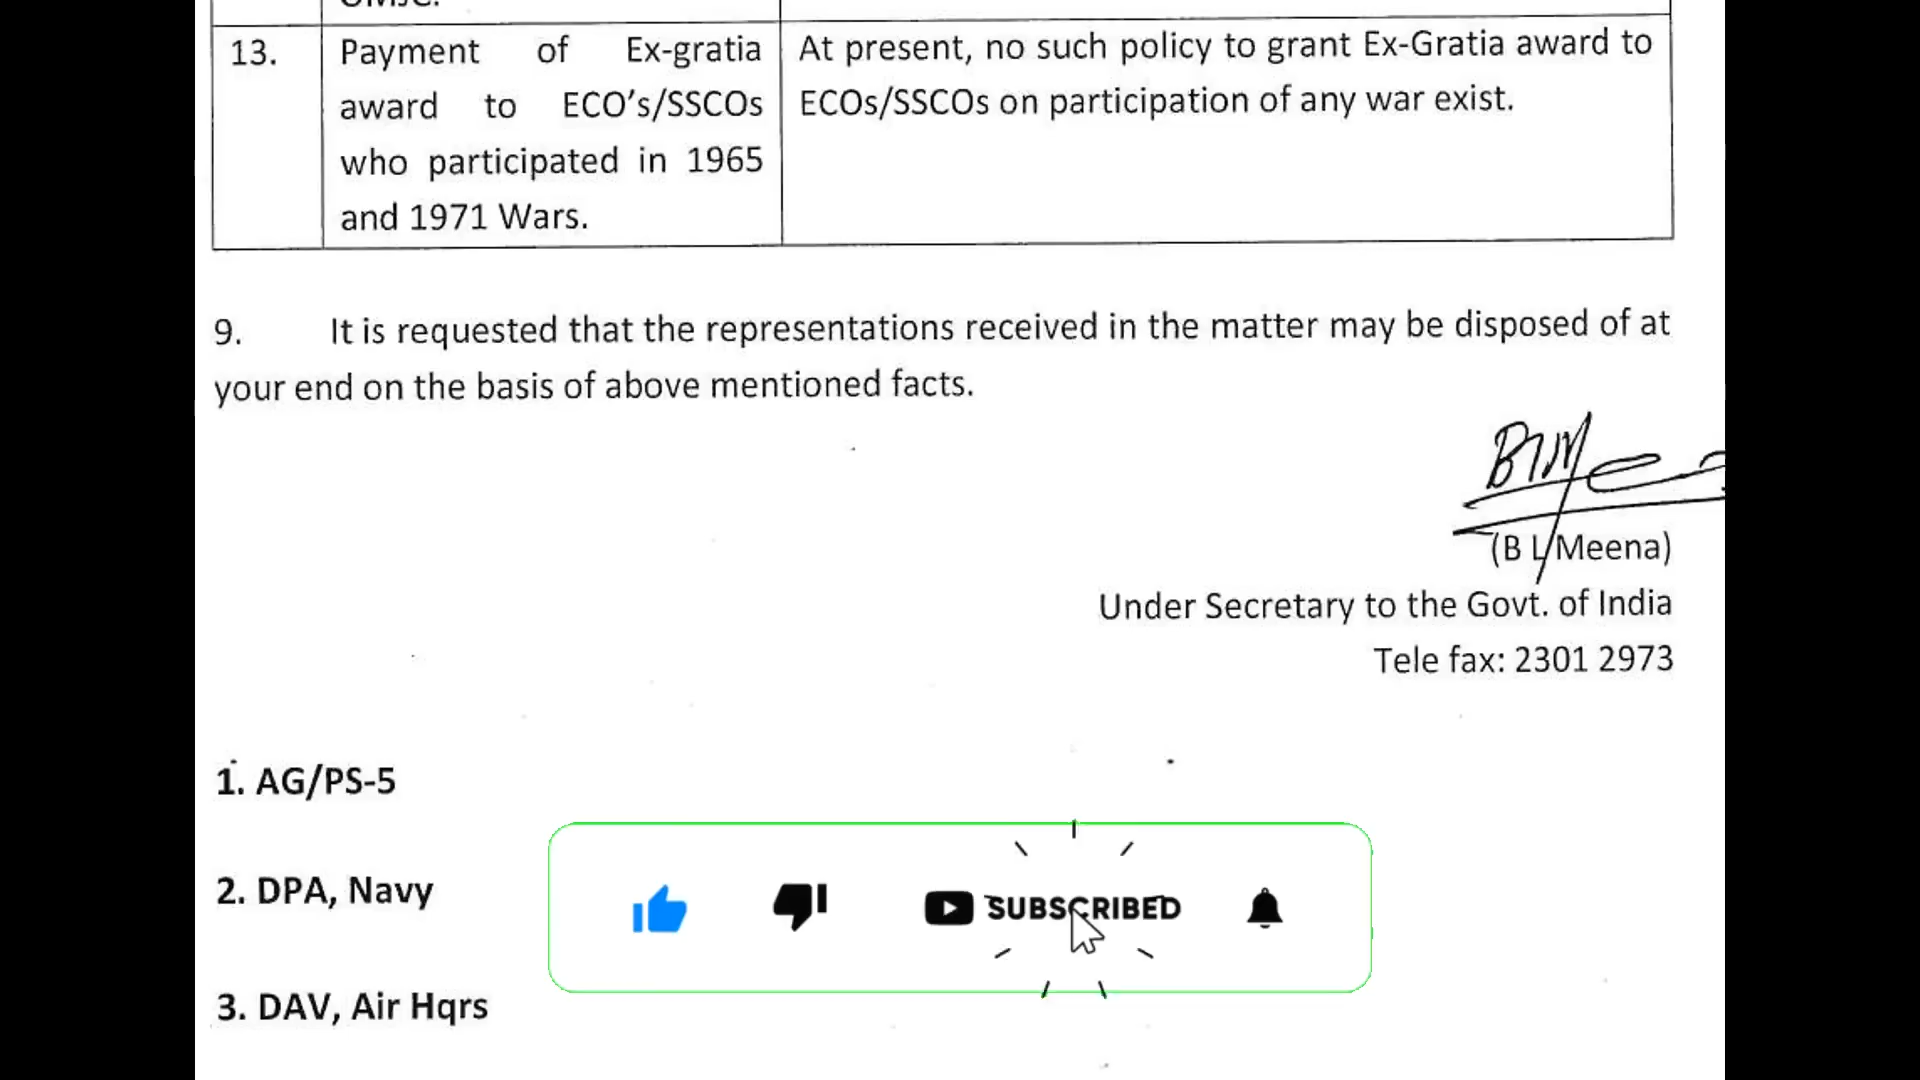 13.
Payment of Ex-gratia
award to ECO's/SSCOs
who participated in 1965
and 1971 Wars.
At present, no such policy to grant Ex-Gratia award to
ECOs/SSCOs on participation of any war exist.
9. It is requested that the representations received in the matter may be disposed of at
your end on the basis of above mentioned facts.
(B L Meena)
Under Secretary to the Govt. of India
Tele fax: 2301 2973
1. AG/PS-5
2. DPA, Navy
SUBSCRIBED
3. DAV, Air Hqrs